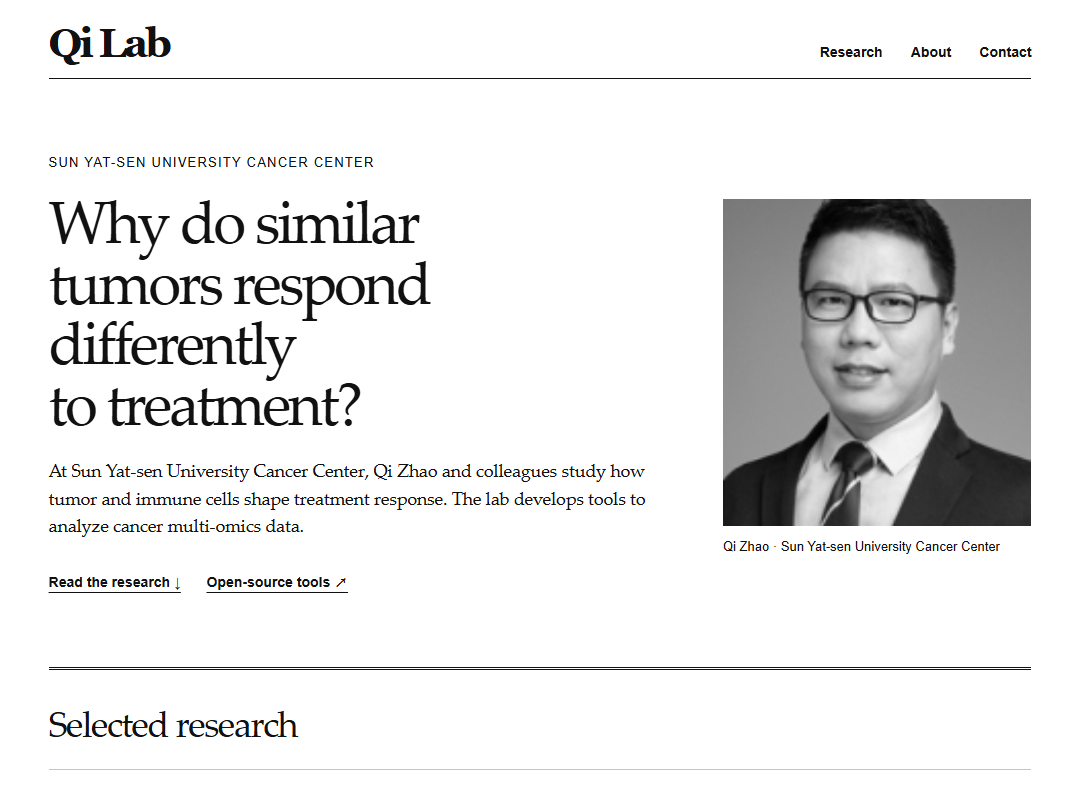 Qi Lab
Research About Contact
SUN YAT-SEN UNIVERSITY CANCER CENTER
Why do similar
tumors respond
differently
to treatment?
At Sun Yat-sen University Cancer Center, Qi Zhao and colleagues study how
tumor and immune cells shape treatment response. The lab develops tools to
analyze cancer multi-omics data.
Read the research ↓ Open-source tools ↗
Qi Zhao · Sun Yat-sen University Cancer Center
Selected research